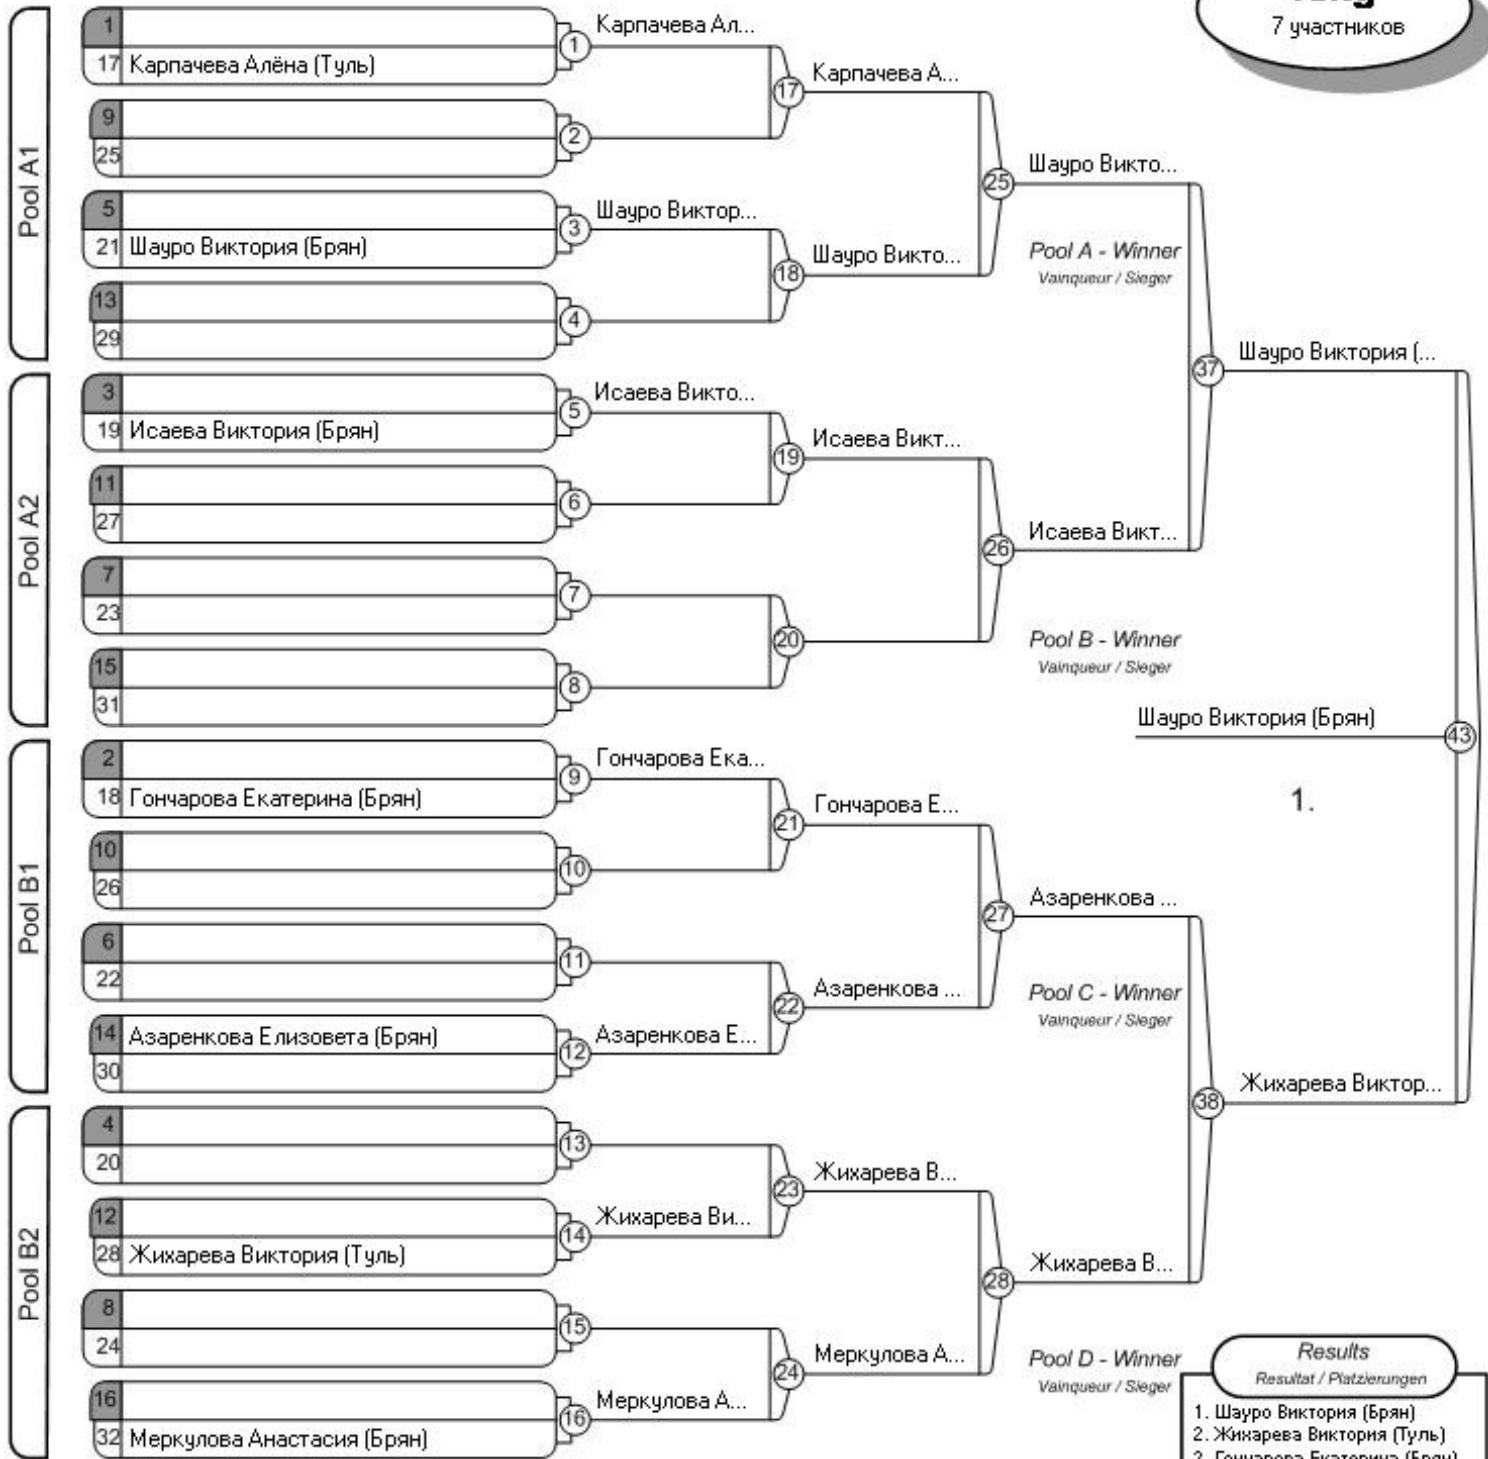 7 участников
Pool A1
1
17 Карпачева Алёна (Туль)
9
25
5
21 Шауро Виктория (Брян)
13
29
1 Карпачева Ал...
2
3 Шауро Виктор...
4
17 Карпачева А...
18 Шауро Викто...
25 Шауро Викто...
Pool A - Winner
Vainqueur / Sieger
Pool A2
3
19 Исаева Виктория (Брян)
11
27
7
23
15
31
5 Исаева Викто...
6
7
8
19 Исаева Викт...
20
26 Исаева Викт...
Pool B - Winner
Vainqueur / Sieger
37 Шауро Виктория (...
Pool B1
2
18 Гончарова Екатерина (Брян)
10
26
6
22
14 Азаренкова Елизовета (Брян)
30
9 Гончарова Ека...
10
11
12 Азаренкова Е...
21 Гончарова Е...
22 Азаренкова ...
27 Азаренкова ...
Pool C - Winner
Vainqueur / Sieger
Pool B2
4
20
12
28 Жихарева Виктория (Туль)
8
24
16
32 Меркулова Анастасия (Брян)
13
14 Жихарева Ви...
15
16 Меркулова А...
23 Жихарева В...
24 Меркулова А...
28 Жихарева В...
Pool D - Winner
Vainqueur / Sieger
38 Жихарева Виктор...
Шауро Виктория (Брян) 43
1.
Results
Resultat / Platzierungen
1. Шауро Виктория (Брян)
2. Жихарева Виктория (Туль)
3. Гончарова Екатерина (Брян)